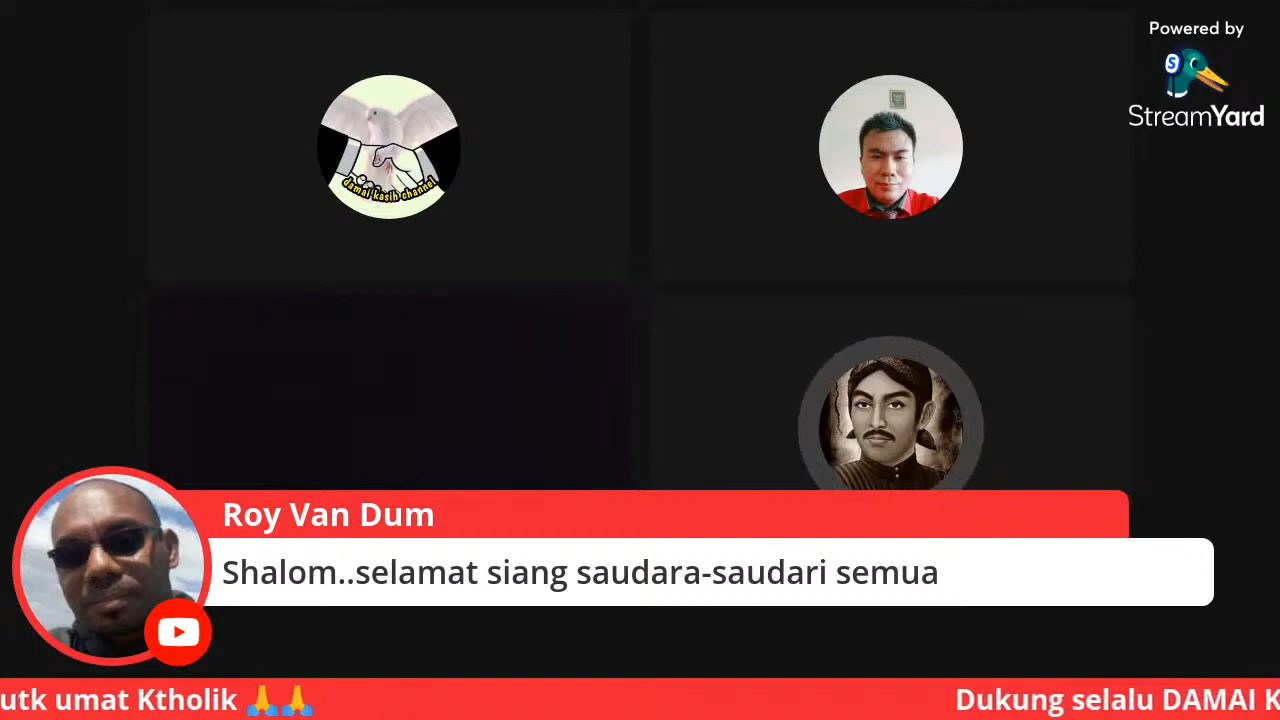 Powered by
S
StreamYard
damai kasih channel
Roy Van Dum
Shalom..selamat siang saudara-saudari semua
utk umat Ktholik 🙏🙏
Dukung selalu DAMAI K